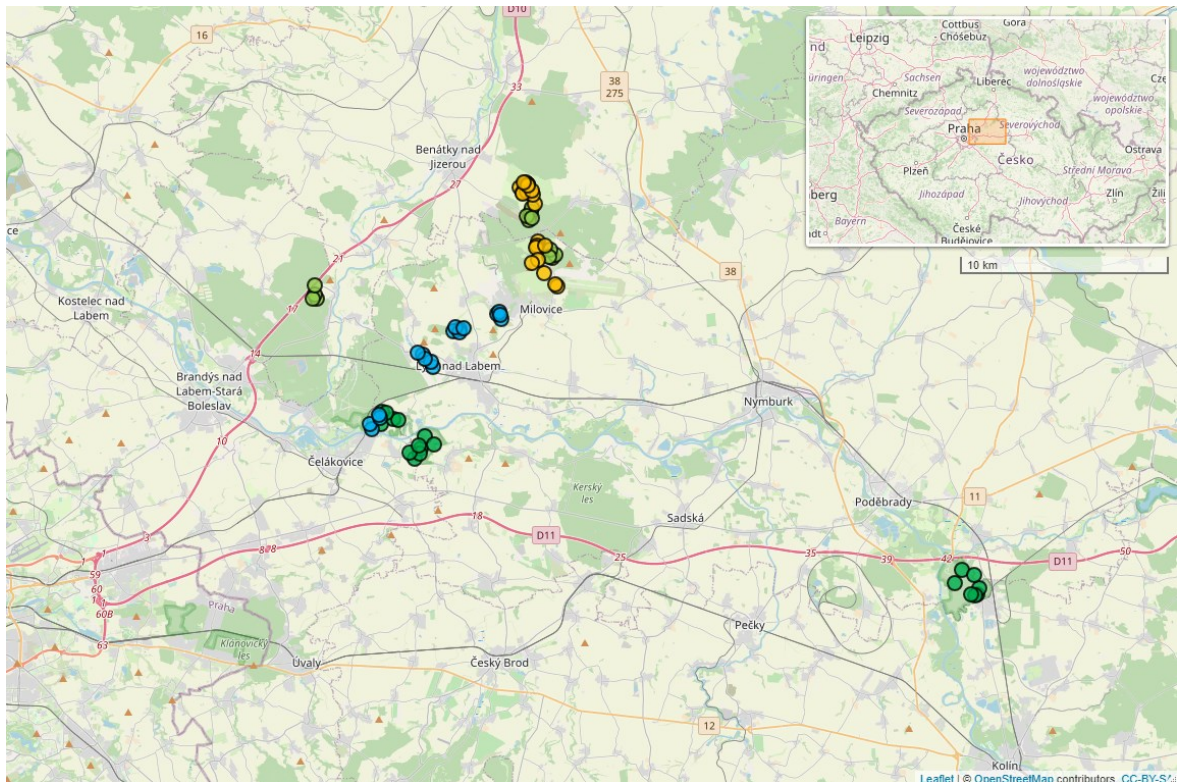 D10
16
33
38
275
Benátky nad
Jizerou
27
21
38
Kostelec nad
Labem
17
Milovice
14
nad Labem
Brandýs nad
Labem-Stará
Boleslav
Nymburk
10
Čelákovice
Kerský
les
Poděbrady
11
18
Sadská
D11
3
25
35
39
42
D11
50
1
59
60
60B
Praha
Klánovický
les
63
Úvaly
Český Brod
Pečky
12
Kolín
Cottbus
- Chóśebuz
Góra
Leipzig
Sachsen
Chemnitz
Liberec
województwo
dolnośląskie
województwo
opolskie
Severozápad
Praha
Severovýchod
Česko
Ostrava
Plzeň
Střední Morava
Jihozápad
Jihovýchod
Zlín
Bayern
České
Budějovice
10 km
Leaflet | © OpenStreetMap contributors, CC-BY-SA